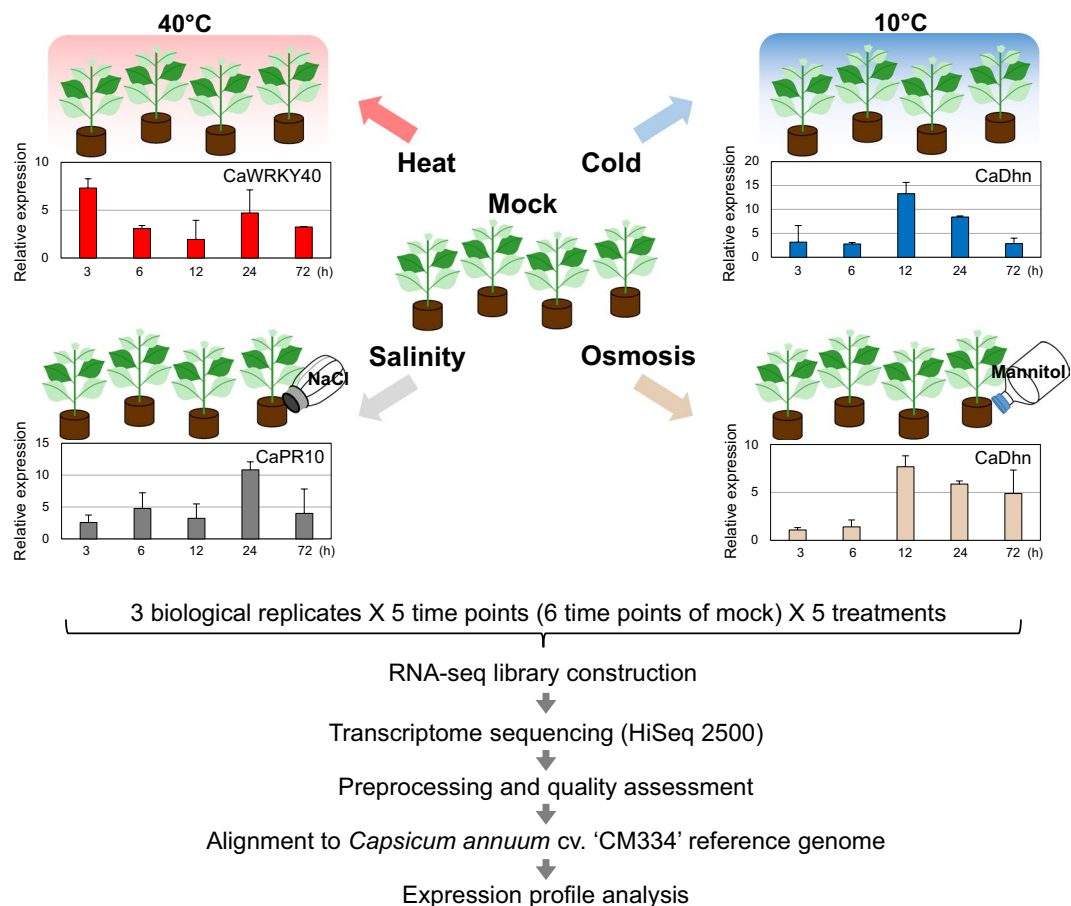 40°C
10°C
Heat
Cold
Mock
Salinity
Osmosis
Relative expression
CaWRKY40
10
5
0
3 6 12 24 72 (h)
Relative expression
CaDhn
20
15
10
5
0
3 6 12 24 72 (h)
NaCl
Relative expression
CaPR10
15
10
5
0
3 6 12 24 72 (h)
Mannitol
Relative expression
CaDhn
10
5
0
3 6 12 24 72 (h)
3 biological replicates X 5 time points (6 time points of mock) X 5 treatments
RNA-seq library construction
Transcriptome sequencing (HiSeq 2500)
Preprocessing and quality assessment
Alignment to Capsicum annuum cv. ‘CM334’ reference genome
Expression profile analysis